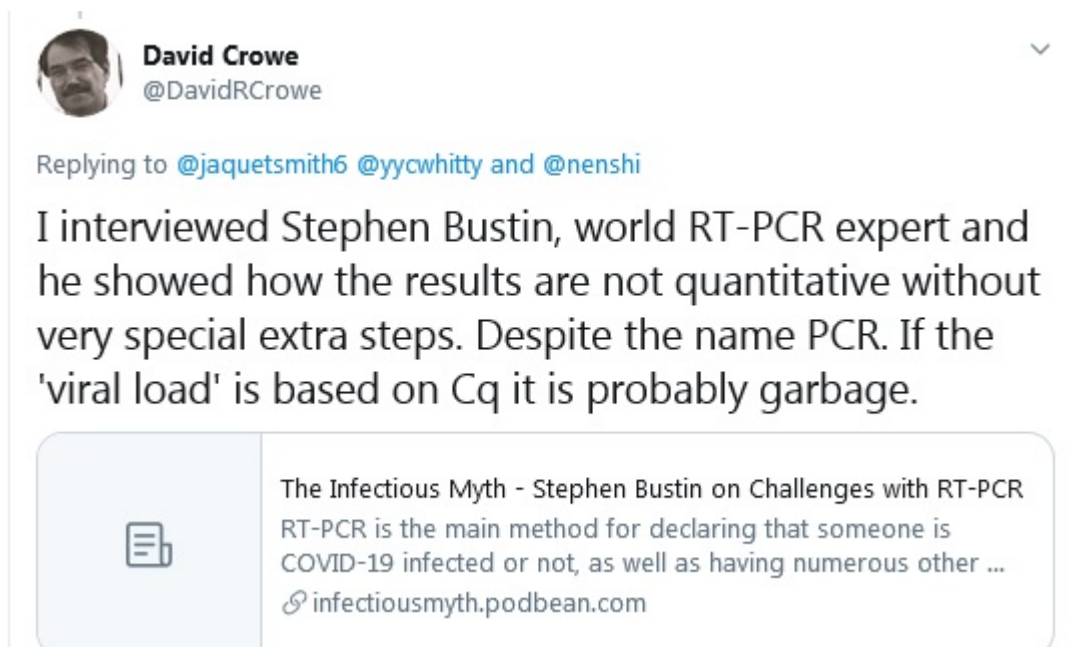 David Crowe
@DavidRCrowe
Replying to @jaquetsmith6 @yycwhitty and @nenshi
I interviewed Stephen Bustin, world RT-PCR expert and
he showed how the results are not quantitative without
very special extra steps. Despite the name PCR. If the
'viral load' is based on Cq it is probably garbage.
The Infectious Myth - Stephen Bustin on Challenges with RT-PCR
RT-PCR is the main method for declaring that someone is
COVID-19 infected or not, as well as having numerous other ...
infectiousmyth.podbean.com